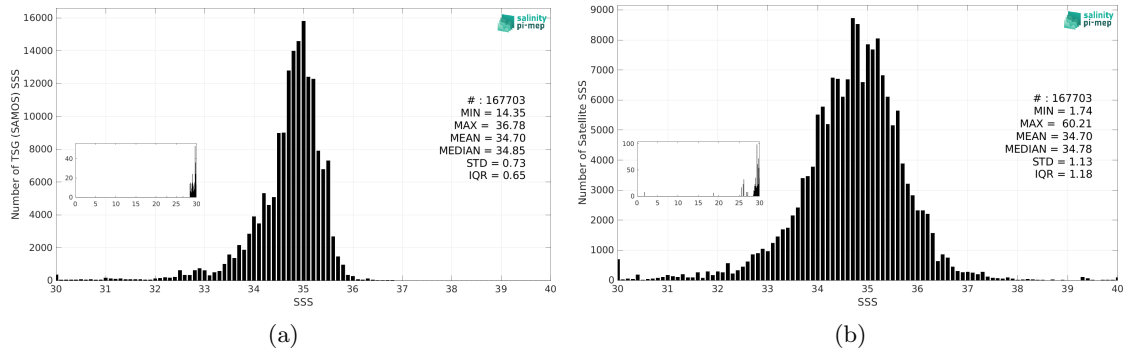 salinity
pi-mep
Number of TSG (SAMOS) SSS
16000
14000
12000
10000
8000
6000
4000
2000
0
# : 167703
MIN = 14.35
MAX = 36.78
MEAN = 34.70
MEDIAN = 34.85
STD = 0.73
IQR = 0.65
40
20
0
0 5 10 15 20 25 30
30 31 32 33 34 35 36 37 38 39 40
SSS
(a)
salinity
pi-mep
Number of Satellite SSS
9000
8000
7000
6000
5000
4000
3000
2000
1000
0
# : 167703
MIN = 1.74
MAX = 60.21
MEAN = 34.70
MEDIAN = 34.78
STD = 1.13
IQR = 1.18
100
50
0
0 5 10 15 20 25 30
30 31 32 33 34 35 36 37 38 39 40
SSS
(b)